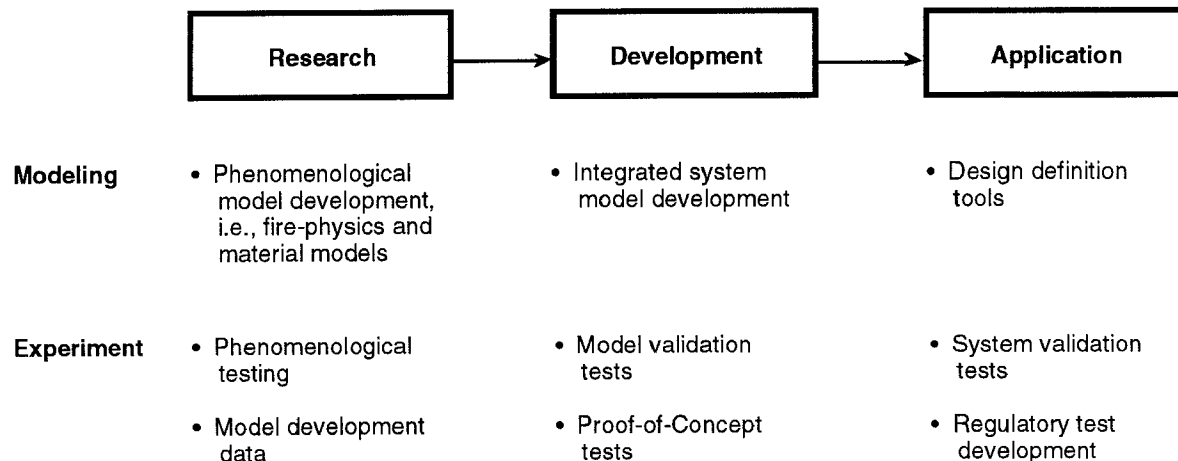 Research
Development
Application
Modeling
• Phenomenological
model development,
i.e., fire-physics and
material models
• Integrated system
model development
• Design definition
tools
Experiment
• Phenomenological
testing
• Model development
data
• Model validation
tests
• Proof-of-Concept
tests
• System validation
tests
• Regulatory test
development